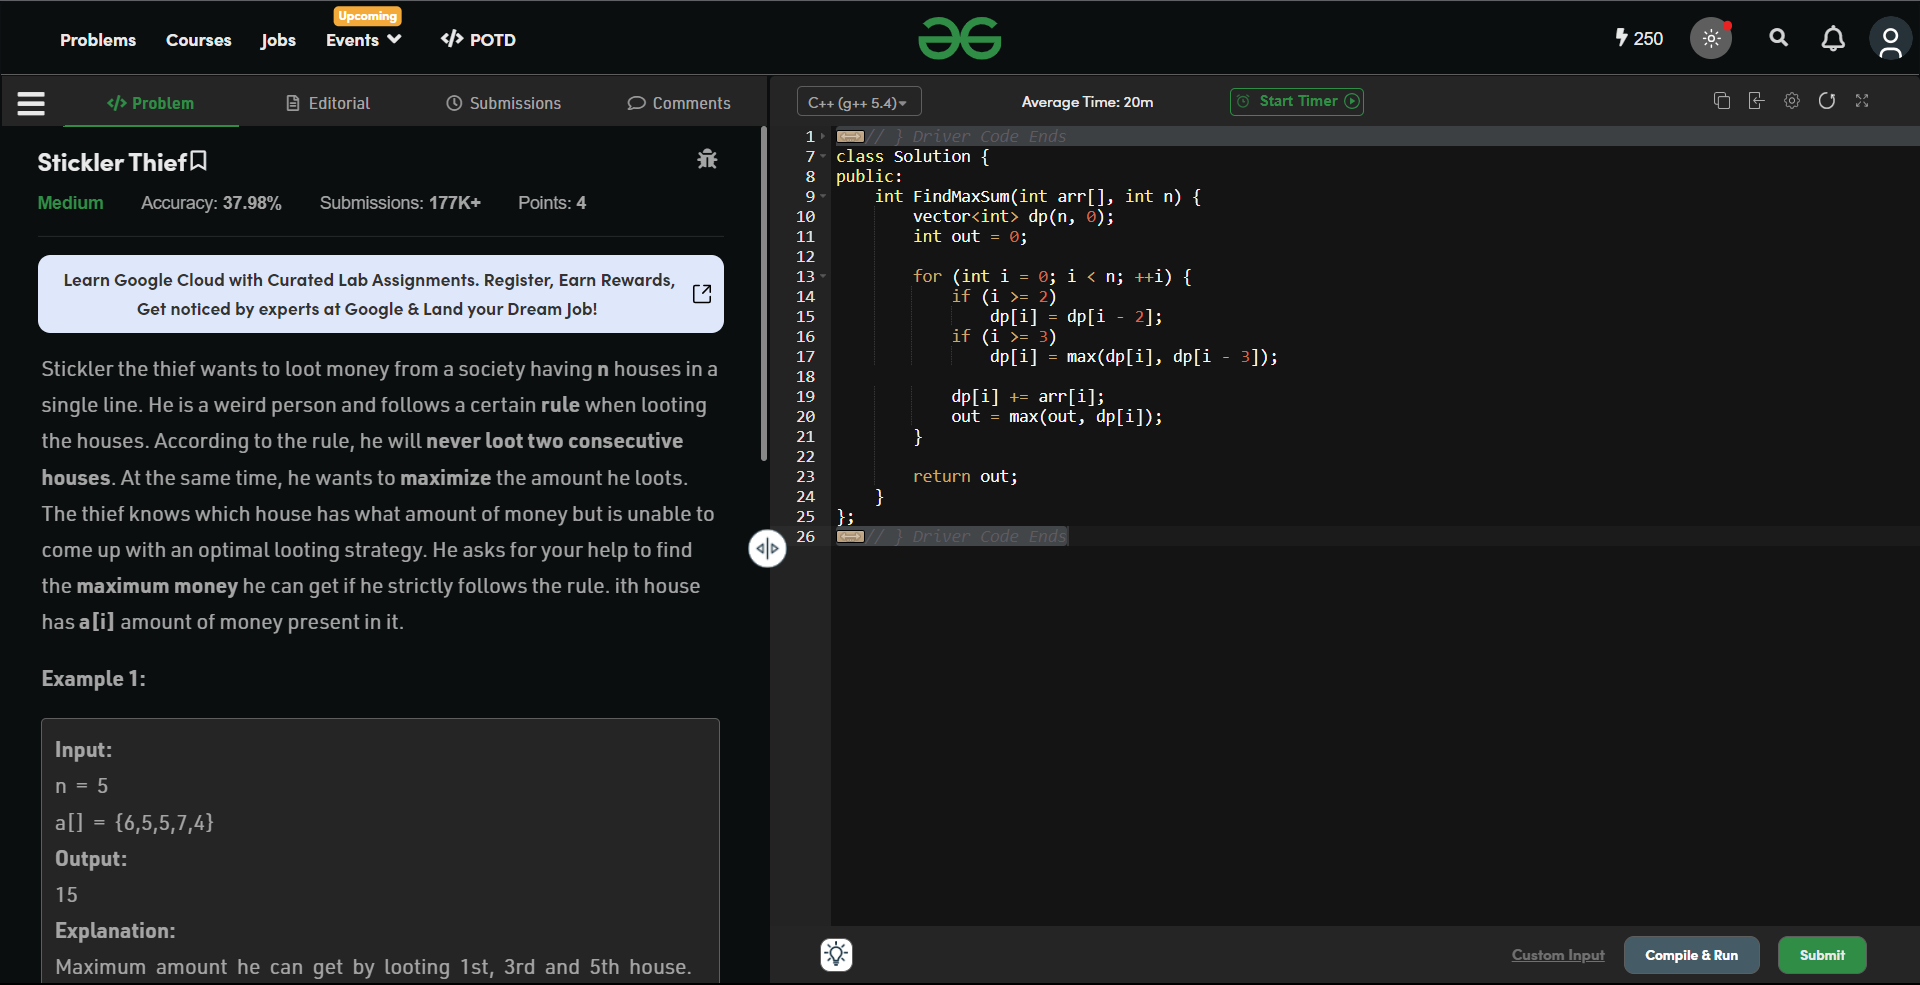 Problems Courses Jobs Events Upcoming POTD
250
Problem Editorial Submissions Comments
C++ (g++ 5.4) Average Time: 20m Start Timer
Stickler Thief
Medium Accuracy: 37.98% Submissions: 177K+ Points: 4
Learn Google Cloud with Curated Lab Assignments. Register, Earn Rewards,
Get noticed by experts at Google & Land your Dream Job!
Stickler the thief wants to loot money from a society having n houses in a
single line. He is a weird person and follows a certain rule when looting
the houses. According to the rule, he will never loot two consecutive
houses. At the same time, he wants to maximize the amount he loots.
The thief knows which house has what amount of money but is unable to
come up with an optimal looting strategy. He asks for your help to find
the maximum money he can get if he strictly follows the rule. ith house
has a[i] amount of money present in it.
Example 1:
Input:
n = 5
a[] = {6,5,5,7,4}
Output:
15
Explanation:
Maximum amount he can get by looting 1st, 3rd and 5th house.
1 // } Driver Code Ends
7 class Solution {
8 public:
9     int FindMaxSum(int arr[], int n) {
10         vector<int> dp(n, 0);
11         int out = 0;
12
13         for (int i = 0; i < n; ++i) {
14             if (i >= 2)
15                 dp[i] = dp[i - 2];
16             if (i >= 3)
17                 dp[i] = max(dp[i], dp[i - 3]);
18
19             dp[i] += arr[i];
20             out = max(out, dp[i]);
21         }
22
23         return out;
24     }
25 };
26 // } Driver Code Ends
Custom Input Compile & Run Submit